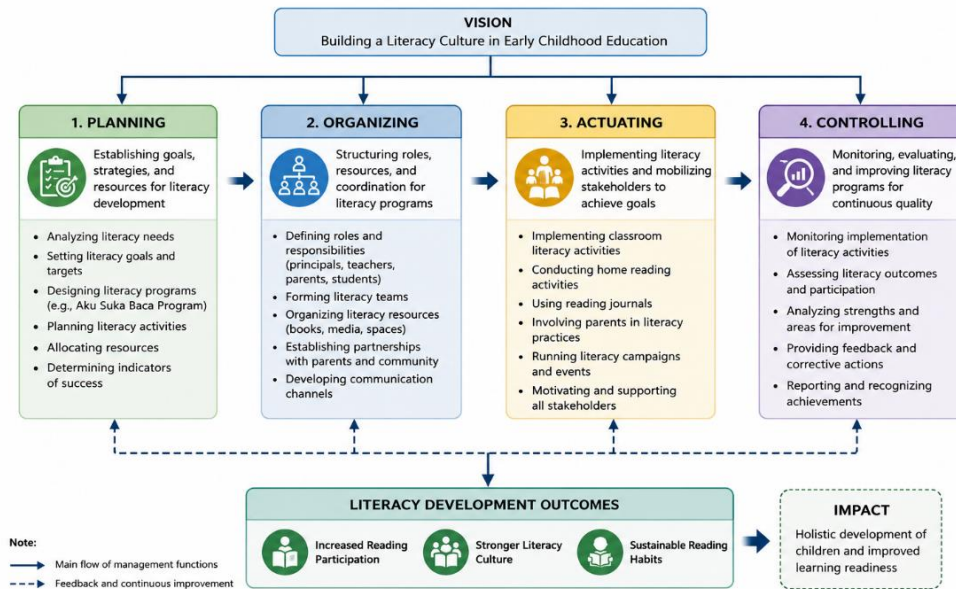 VISION
Building a Literacy Culture in Early Childhood Education
1. PLANNING
Establishing goals,
strategies, and
resources for literacy
development
• Analyzing literacy needs
• Setting literacy goals and
targets
• Designing literacy programs
(e.g., Aku Suka Baca Program)
• Planning literacy activities
• Allocating resources
• Determining indicators
of success
2. ORGANIZING
Structuring roles,
resources, and
coordination for
literacy programs
• Defining roles and
responsibilities
(principals, teachers,
parents, students)
• Forming literacy teams
• Organizing literacy resources
(books, media, spaces)
• Establishing partnerships
with parents and community
• Developing communication
channels
3. ACTUATING
Implementing literacy
activities and mobilizing
stakeholders to
achieve goals
• Implementing classroom
literacy activities
• Conducting home reading
activities
• Using reading journals
• Involving parents in literacy
practices
• Running literacy campaigns
and events
• Motivating and supporting
all stakeholders
4. CONTROLLING
Monitoring, evaluating,
and improving literacy
programs for
continuous quality
• Monitoring implementation
of literacy activities
• Assessing literacy outcomes
and participation
• Analyzing strengths and
areas for improvement
• Providing feedback and
corrective actions
• Reporting and recognizing
achievements
LITERACY DEVELOPMENT OUTCOMES
Increased Reading
Participation
Stronger Literacy
Culture
Sustainable Reading
Habits
IMPACT
Holistic development of
children and improved
learning readiness
Note:
Main flow of management functions
Feedback and continuous improvement